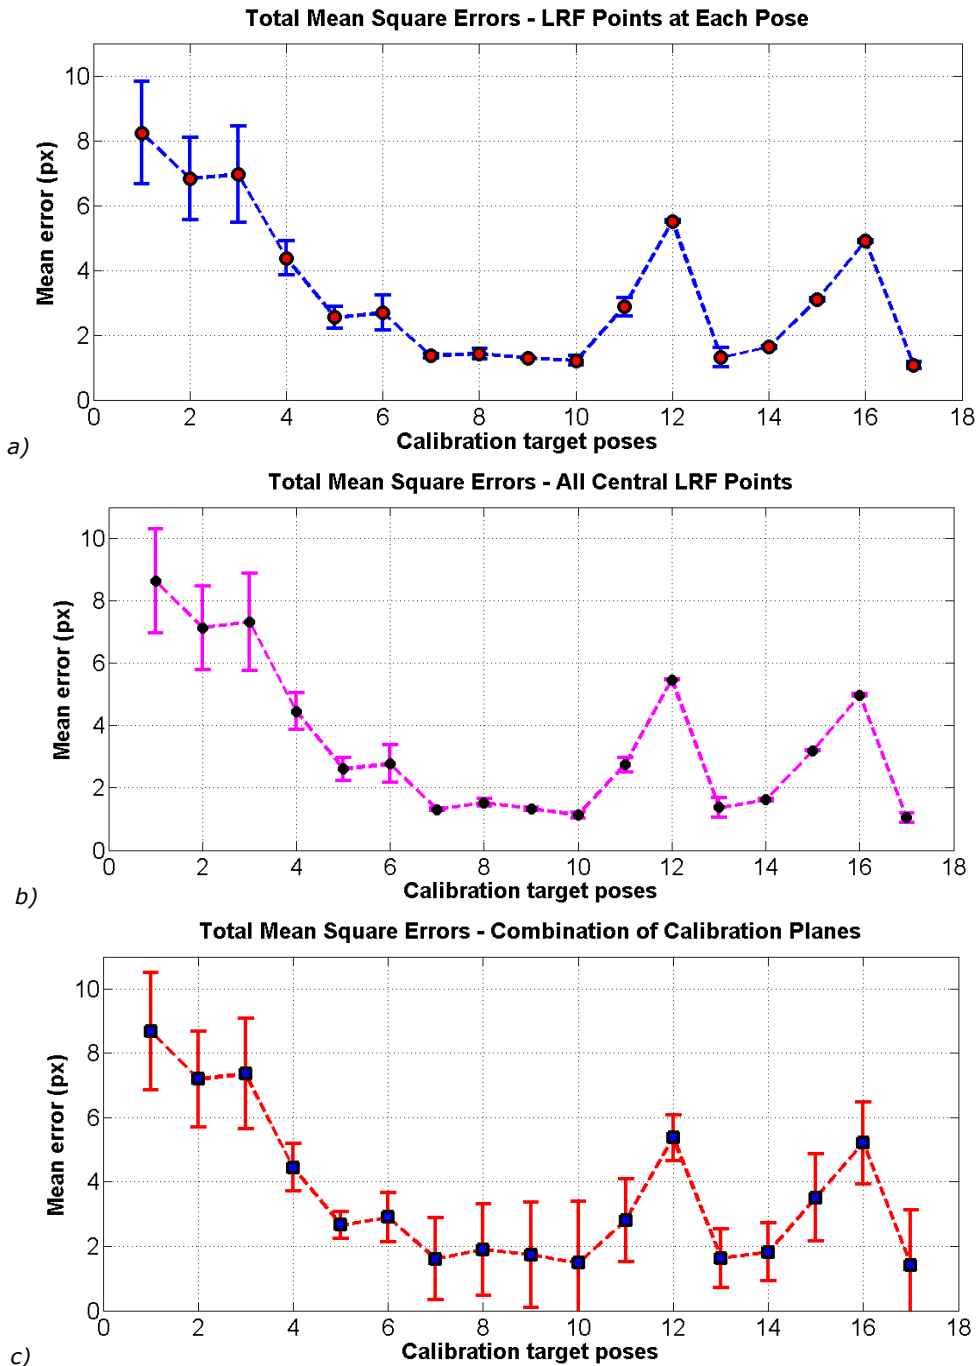 Total Mean Square Errors - LRF Points at Each Pose
10
8
6
4
2
0
Mean error (px)
0 2 4 6 8 10 12 14 16 18
Calibration target poses
a)
Total Mean Square Errors - All Central LRF Points
10
8
6
4
2
0
Mean error (px)
0 2 4 6 8 10 12 14 16 18
Calibration target poses
b)
Total Mean Square Errors - Combination of Calibration Planes
10
8
6
4
2
0
Mean error (px)
0 2 4 6 8 10 12 14 16 18
Calibration target poses
c)